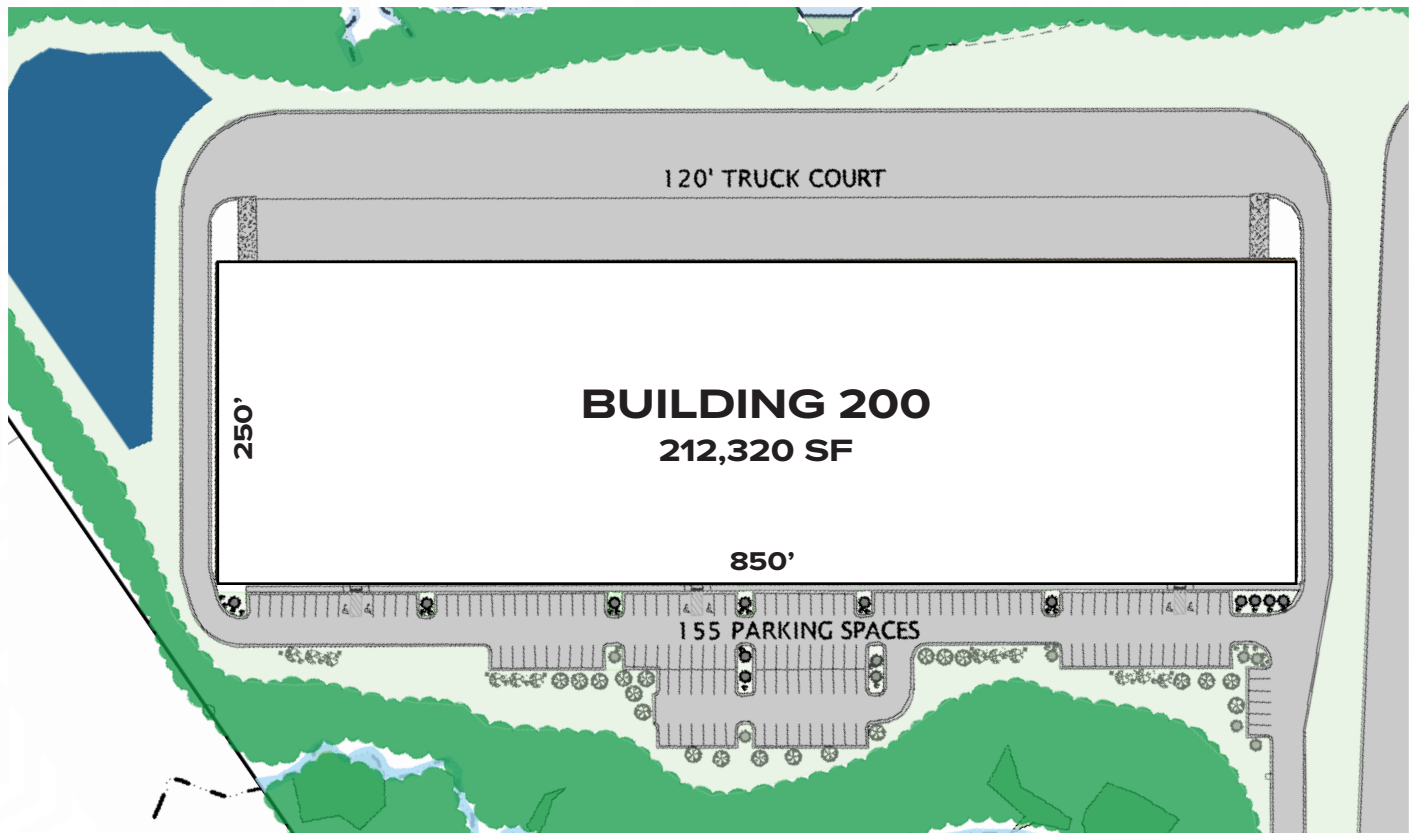 120' TRUCK COURT
BUILDING 200
212,320 SF
250’
850’
155 PARKING SPACES